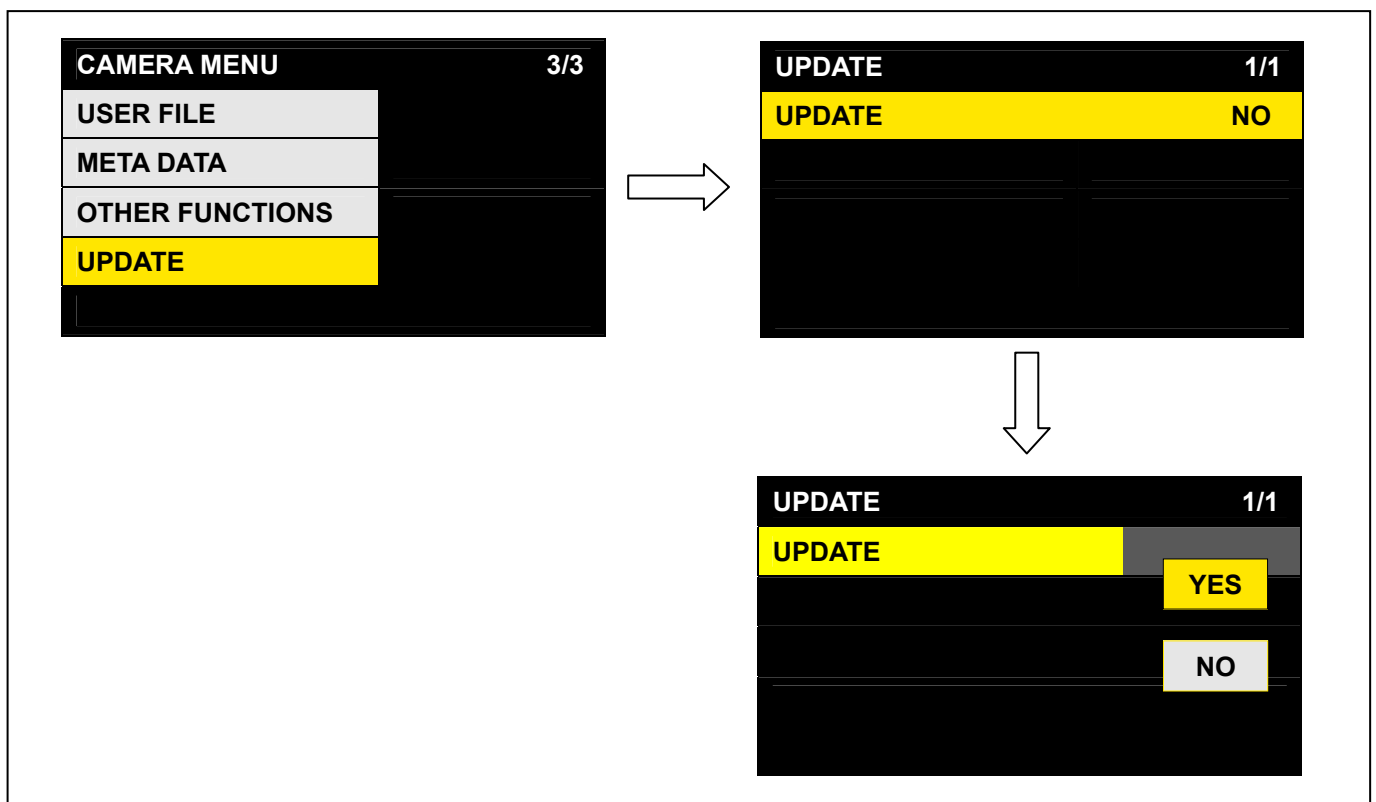 CAMERA MENU 3/3
USER FILE
META DATA
OTHER FUNCTIONS
UPDATE
UPDATE 1/1
UPDATE NO
UPDATE 1/1
UPDATE
YES
NO